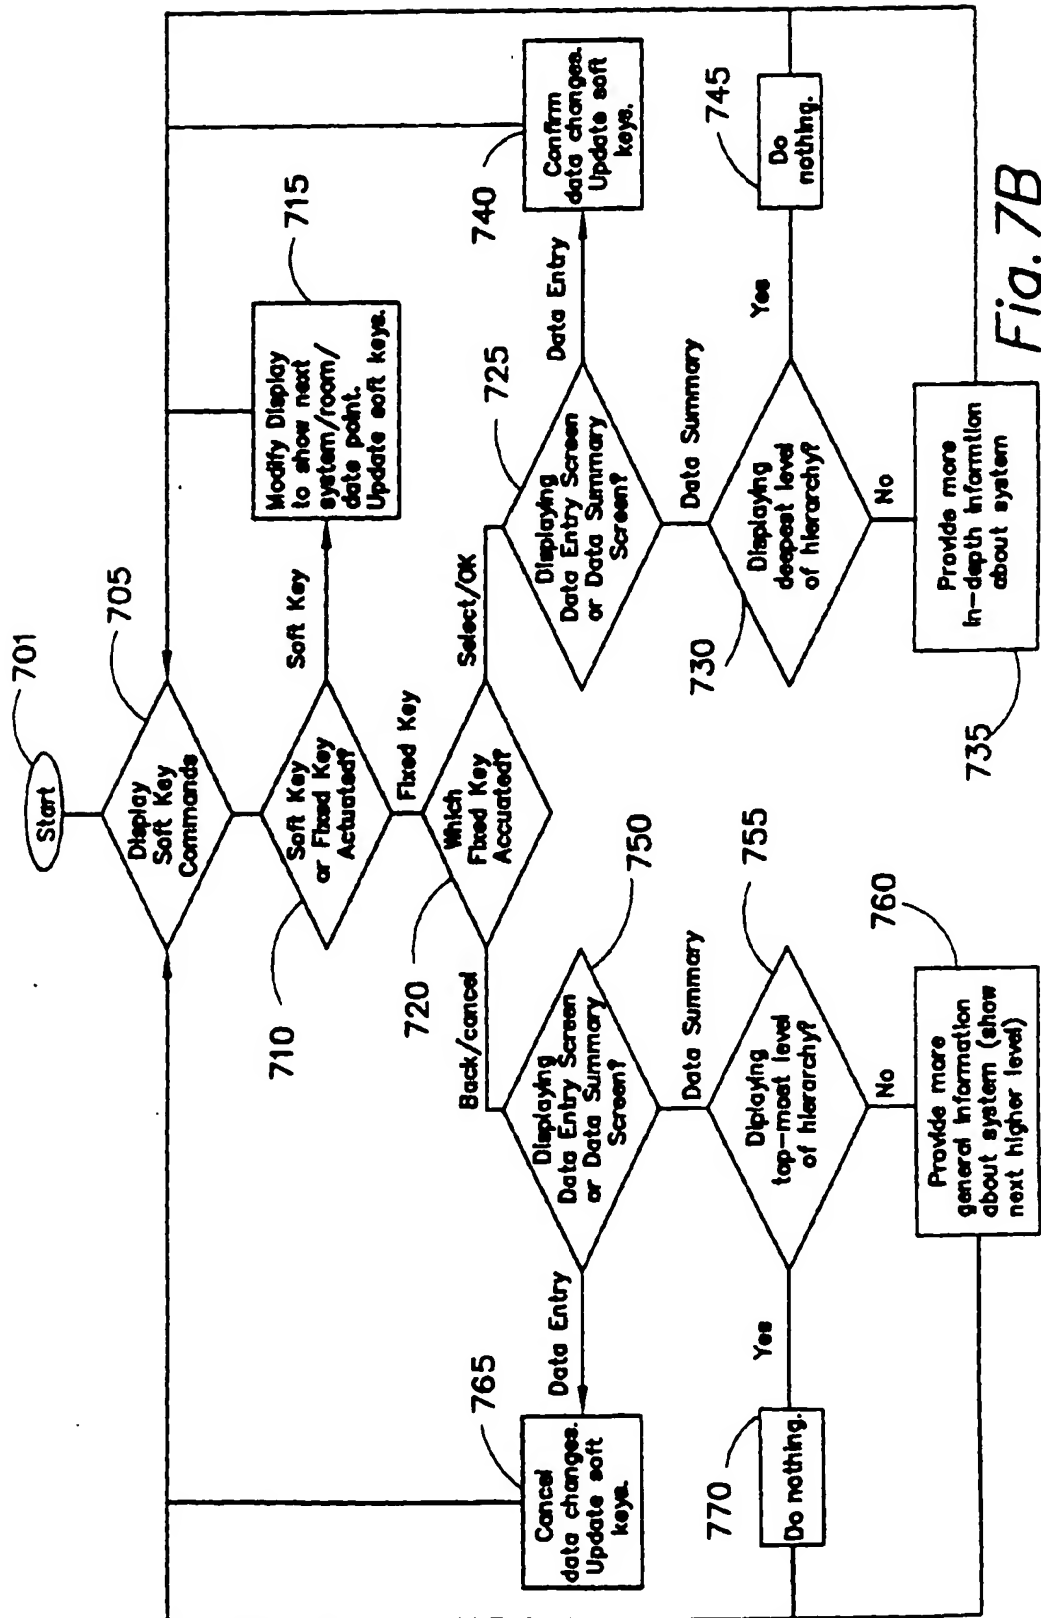 701
Start
705
Display
Soft Key
Commands
710
Soft Key
or Fixed Key
Actuated?
Soft Key
715
Modify Display
to show next
system/room/
date point.
Update soft keys.
Fixed Key
720
Which
Fixed Key
Accuated?
Select/OK
Back/cancel
725
Displaying
Data Entry Screen
or Data Summary
Screen?
Data Entry
740
Confirm
data changes.
Update soft
keys.
Data Summary
730
Displaying
deepest level
of hierarchy?
Yes
745
Do
nothing.
No
735
Provide more
in-depth informtion
about system
750
Displaying
Data Entry Screen
or Data Summary
Screen?
Data Entry
765
Cancel
data changes.
Update soft
keys.
Data Summary
755
Diplaying
top-most level
of hierarchy?
Yes
770
Do nothing.
No
760
Provide more
general information
about system (show
next higher level)
Fig. 7B